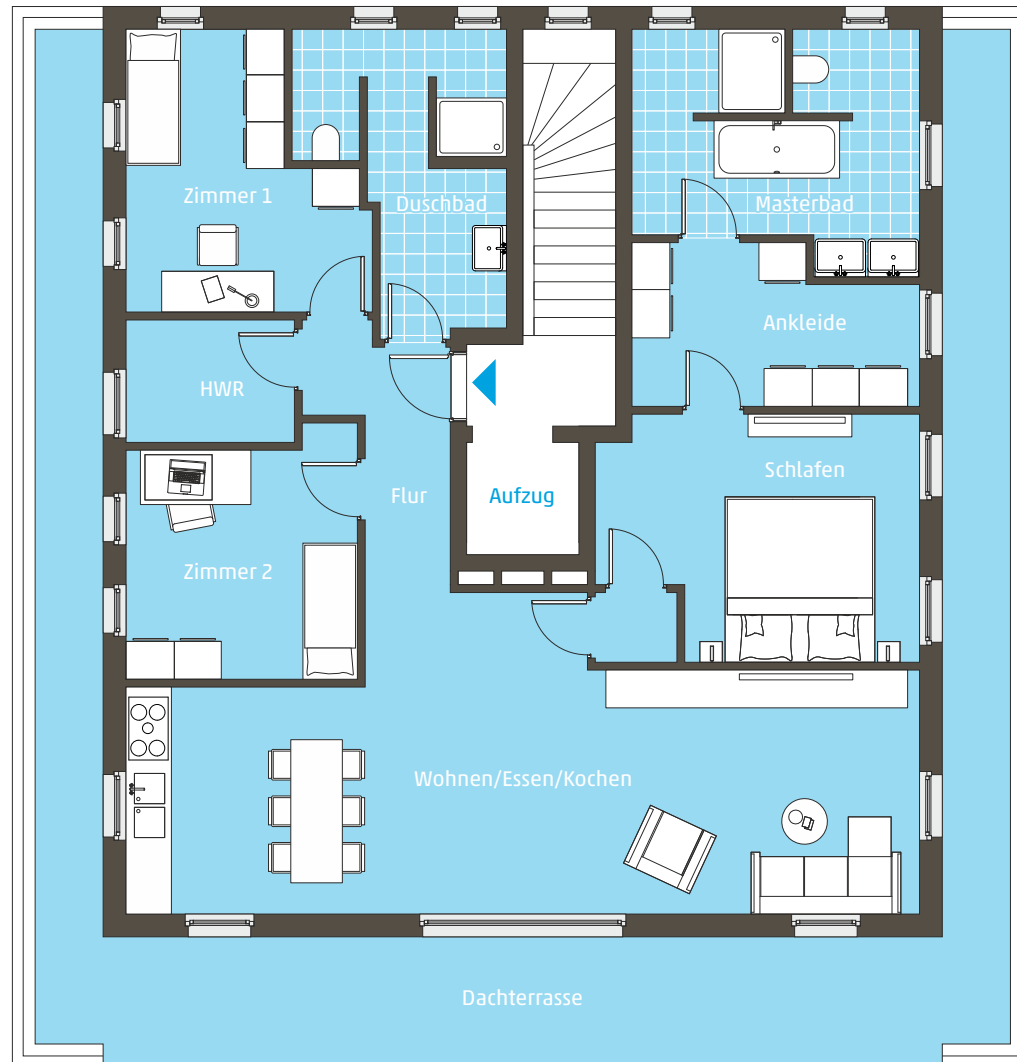 Zimmer 1
Duschbad
Masterbad
Ankleide
HWR
Schlafen
Flur
Aufzug
Zimmer 2
Wohnen/Essen/Kochen
Dachterrasse